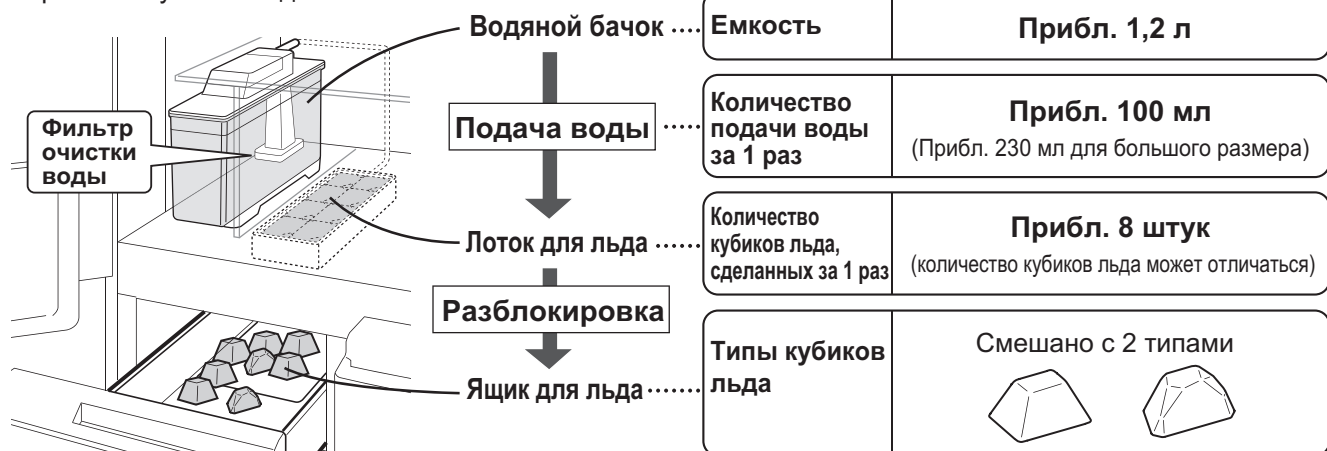 Водяной бачок
Емкость
Прибл. 1,2 л
Фильтр
очистки
воды
Подача воды
Количество
подачи воды
за 1 раз
Прибл. 100 мл
(Прибл. 230 мл для большого размера)
Лоток для льда
Количество
кубиков льда,
сделанных за 1 раз
Прибл. 8 штук
(количество кубиков льда может отличаться)
Разблокировка
Ящик для льда
Типы кубиков
льда
Смешано с 2 типами